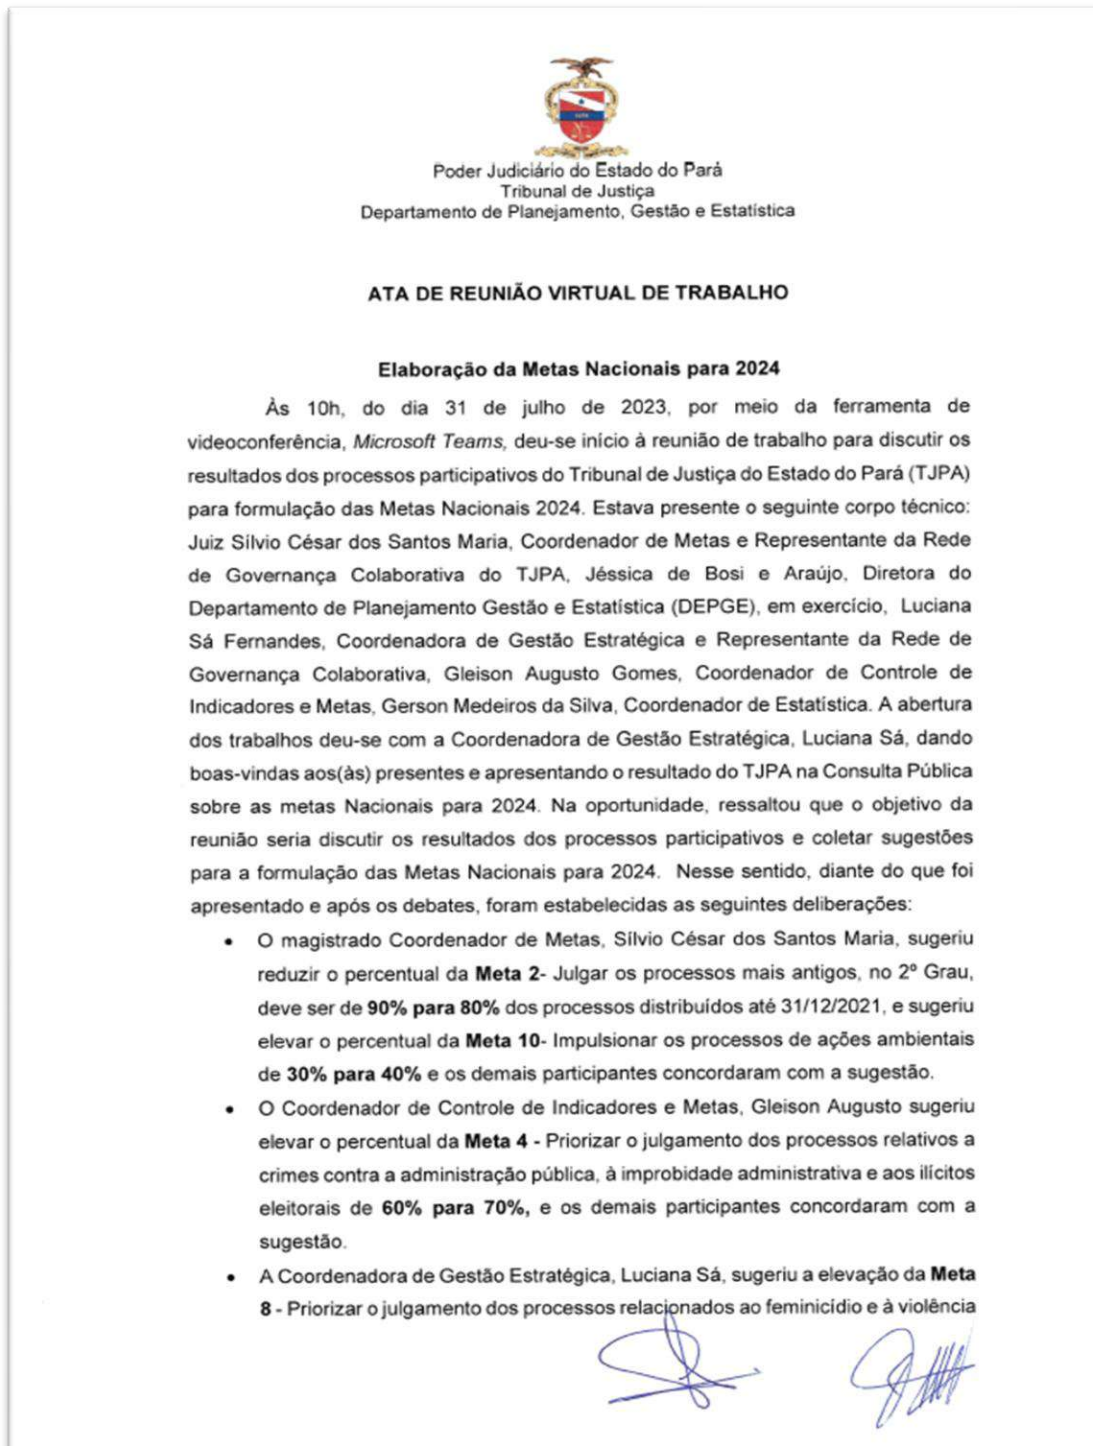 Poder Judiciário do Estado do Pará
Tribunal de Justiça
Departamento de Planejamento, Gestão e Estatística
ATA DE REUNIÃO VIRTUAL DE TRABALHO
Elaboração da Metas Nacionais para 2024
Às 10h, do dia 31 de julho de 2023, por meio da ferramenta de
videoconferência, Microsoft Teams, deu-se início à reunião de trabalho para discutir os
resultados dos processos participativos do Tribunal de Justiça do Estado do Pará (TJPA)
para formulação das Metas Nacionais 2024. Estava presente o seguinte corpo técnico:
Juiz Sílvio César dos Santos Maria, Coordenador de Metas e Representante da Rede
de Governança Colaborativa do TJPA, Jéssica de Bosi e Araújo, Diretora do
Departamento de Planejamento Gestão e Estatística (DEPGE), em exercício, Luciana
Sá Fernandes, Coordenadora de Gestão Estratégica e Representante da Rede de
Governança Colaborativa, Gleison Augusto Gomes, Coordenador de Controle de
Indicadores e Metas, Gerson Medeiros da Silva, Coordenador de Estatística. A abertura
dos trabalhos deu-se com a Coordenadora de Gestão Estratégica, Luciana Sá, dando
boas-vindas aos(às) presentes e apresentando o resultado do TJPA na Consulta Pública
sobre as metas Nacionais para 2024. Na oportunidade, ressaltou que o objetivo da
reunião seria discutir os resultados dos processos participativos e coletar sugestões
para a formulação das Metas Nacionais para 2024. Nesse sentido, diante do que foi
apresentado e após os debates, foram estabelecidas as seguintes deliberações:
• O magistrado Coordenador de Metas, Sílvio César dos Santos Maria, sugeriu
reduzir o percentual da Meta 2- Julgar os processos mais antigos, no 2º Grau,
deve ser de 90% para 80% dos processos distribuídos até 31/12/2021, e sugeriu
elevar o percentual da Meta 10- Impulsionar os processos de ações ambientais
de 30% para 40% e os demais participantes concordaram com a sugestão.
• O Coordenador de Controle de Indicadores e Metas, Gleison Augusto sugeriu
elevar o percentual da Meta 4 - Priorizar o julgamento dos processos relativos a
crimes contra a administração pública, à improbidade administrativa e aos ilícitos
eleitorais de 60% para 70%, e os demais participantes concordaram com a
sugestão.
• A Coordenadora de Gestão Estratégica, Luciana Sá, sugeriu a elevação da Meta
8 - Priorizar o julgamento dos processos relacionados ao feminicídio e à violência